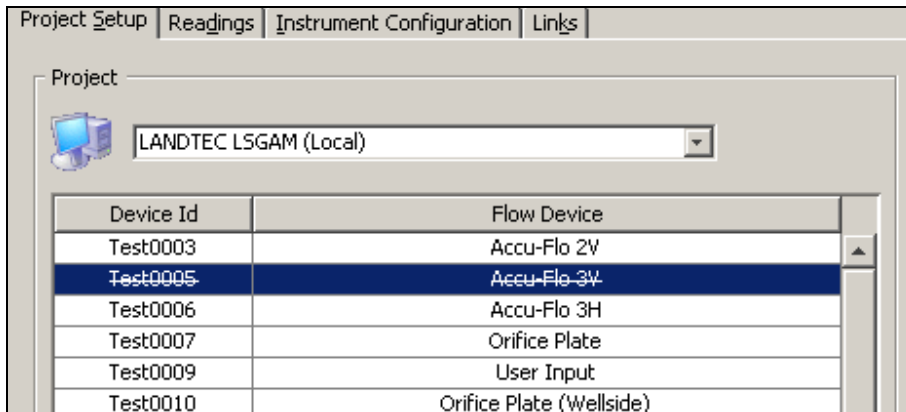 Project Setup Readings Instrument Configuration Links
Project
LANDTEC LSGAM (Local)
Device Id Flow Device
Test0003 Accu-Flo 2V
Test0005 Accu-Flo 3V
Test0006 Accu-Flo 3H
Test0007 Orifice Plate
Test0009 User Input
Test0010 Orifice Plate (Wellside)